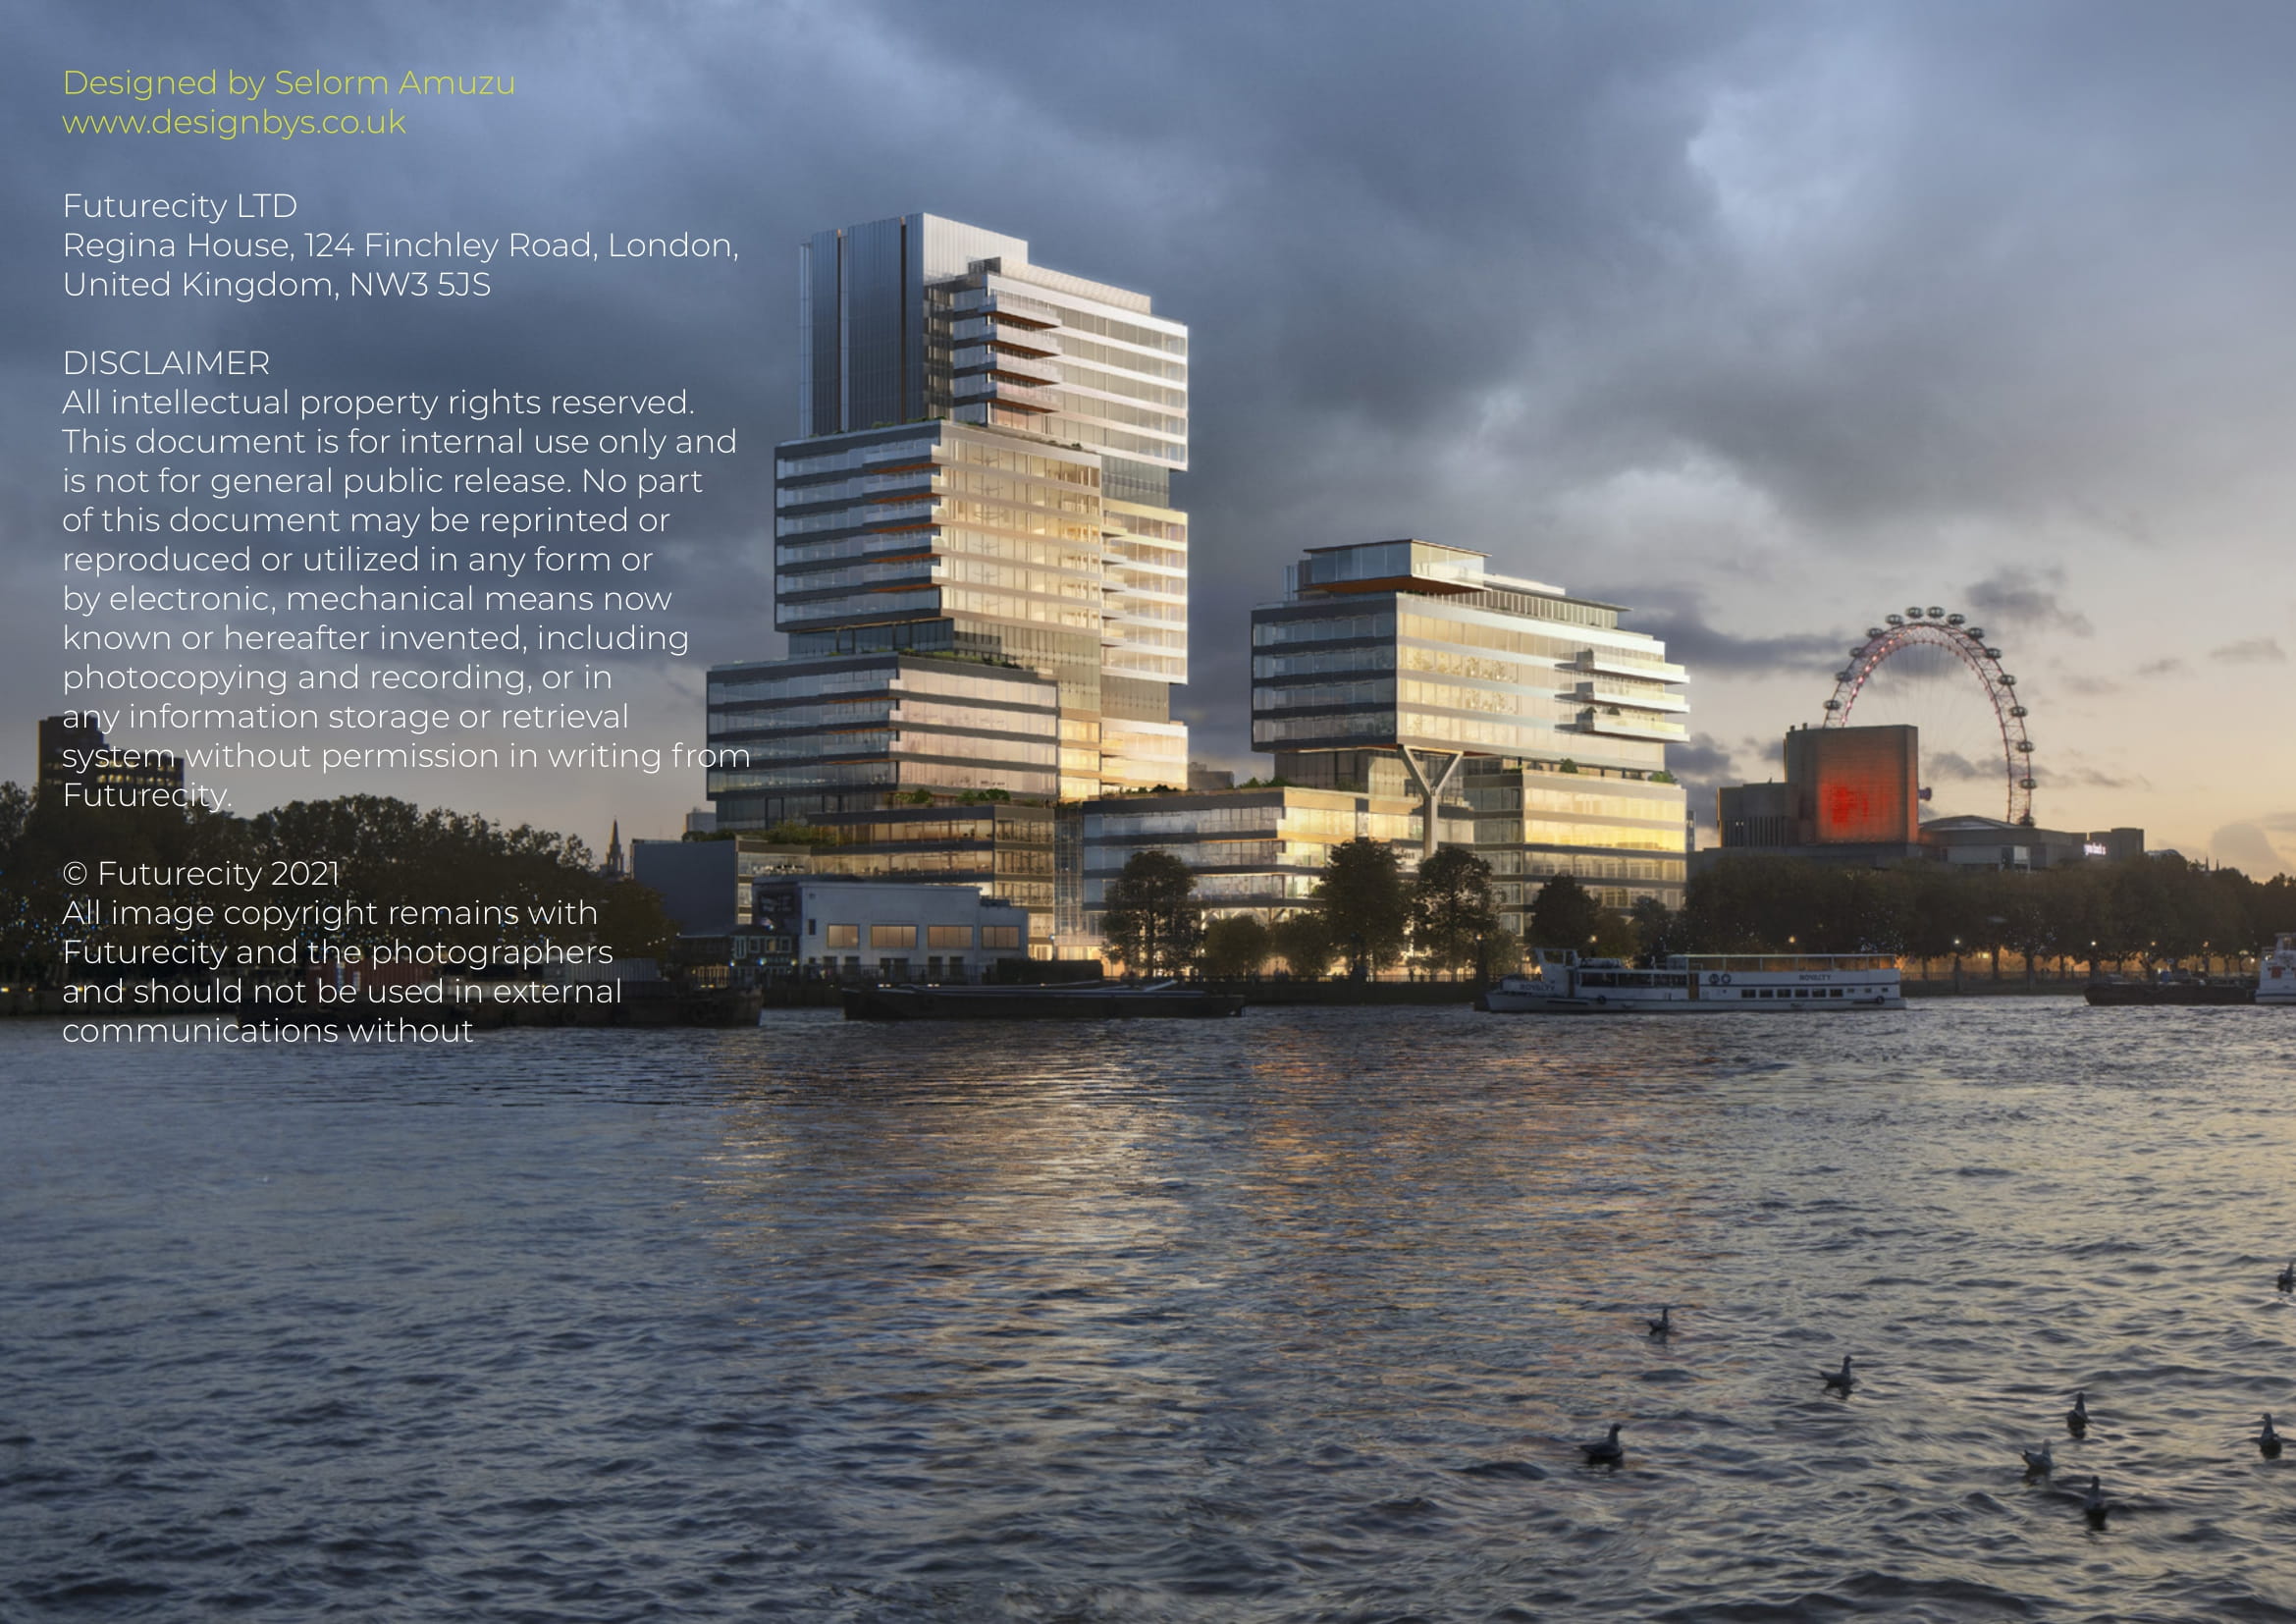 Designed by Selorm Amuzu
www.designbys.co.uk
Futurecity LTD
Regina House, 124 Finchley Road, London,
United Kingdom, NW3 5JS
DISCLAIMER
All intellectual property rights reserved.
This document is for internal use only and
is not for general public release. No part
of this document may be reprinted or
reproduced or utilized in any form or
by electronic, mechanical means now
known or hereafter invented, including
photocopying and recording, or in
any information storage or retrieval
system without permission in writing from
Futurecity.
© Futurecity 2021
All image copyright remains with
Futurecity and the photographers
and should not be used in external
communications without
ROYALTY
ROYALTY